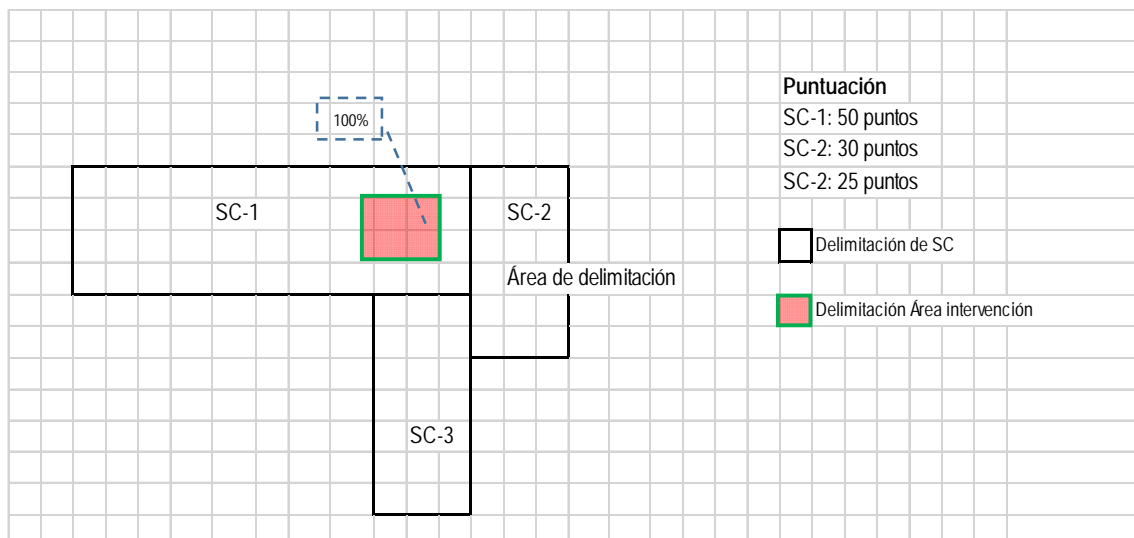 Puntuación
100%
SC-1: 50 puntos
SC-2: 30 puntos
SC-2: 25 puntos
SC-1
SC-2
Delimitación de SC
Área de delimitación
Delimitación Área intervención
SC-3